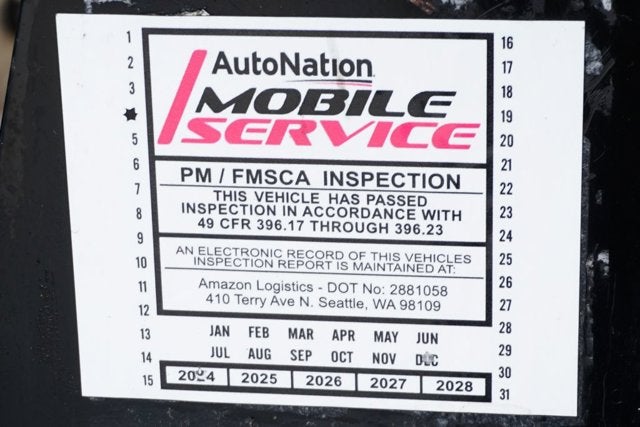 AutoNation
MOBILE
SERVICE
PM / FMSCA INSPECTION
THIS VEHICLE HAS PASSED
INSPECTION IN ACCORDANCE WITH
49 CFR 396.17 THROUGH 396.23
AN ELECTRONIC RECORD OF THIS VEHICLES
INSPECTION REPORT IS MAINTAINED AT:
Amazon Logistics - DOT No: 2881058
410 Terry Ave N. Seattle, WA 98109
1
2
3
5
6
7
8
9
10
11
12
13
14
15
JAN FEB MAR APR MAY JUN
JUL AUG SEP OCT NOV DEC
2024 2025 2026 2027 2028
16
17
18
19
20
21
22
23
24
25
26
27
28
29
30
31